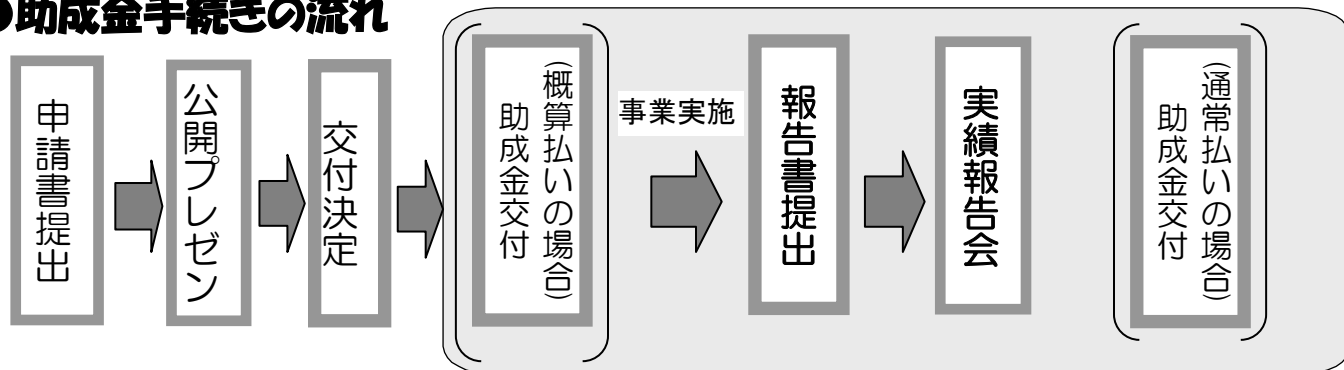 ●助成金手続きの流れ
申請書提出
公開プレゼン
交付決定
（概算払いの場合）
助成金交付
事業実施
報告書提出
実績報告会
（通常払いの場合）
助成金交付